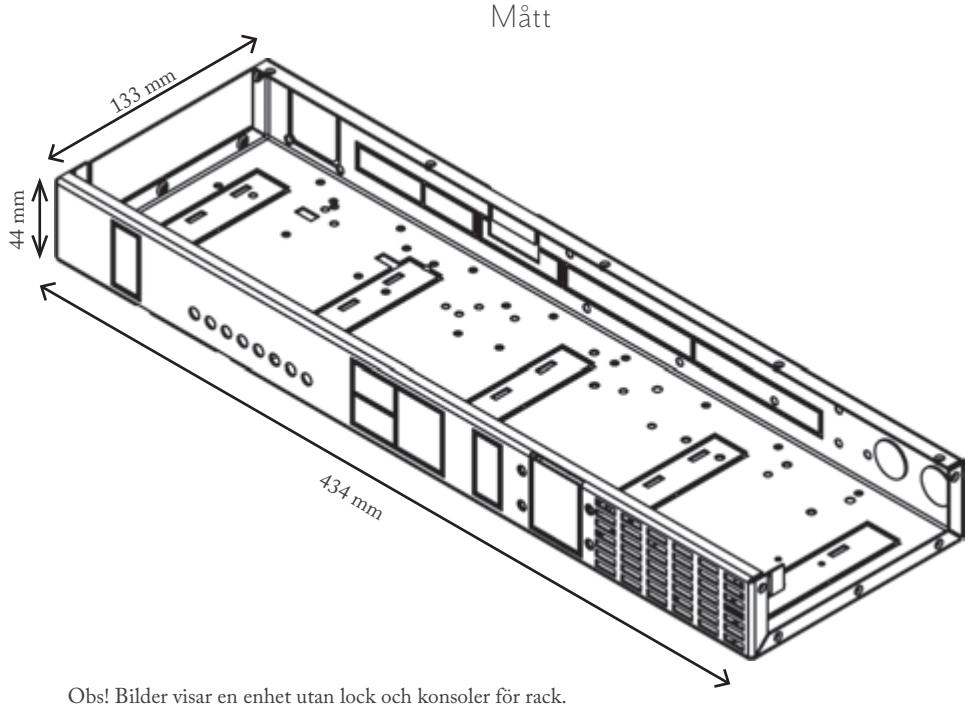 Mått
133 mm
44 mm
434 mm
Obs! Bilder visar en enhet utan lock och konsoler för rack.